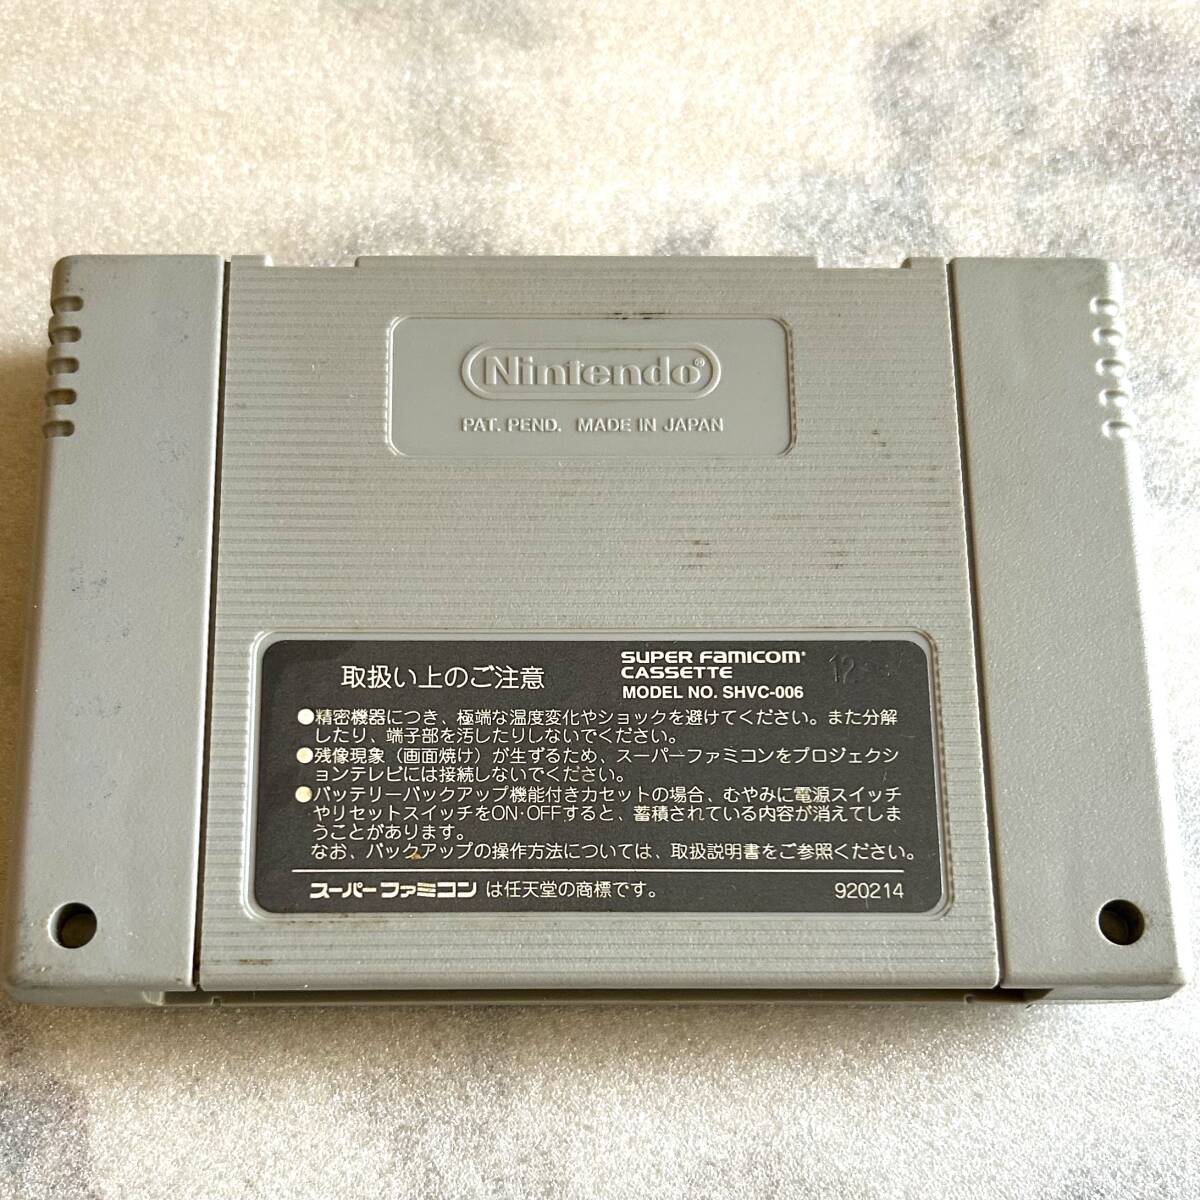 Nintendo®
PAT. PEND. MADE IN JAPAN
取扱い上のご注意
SUPER FAMICOM®
CASSETTE
MODEL NO. SHVC-006
12
●精密機器につき、極端な温度変化やショックを避けてください。また分解
したり、端子部を汚したりしないでください。
●残像現象（画面焼け）が生ずるため、スーパーファミコンをプロジェクシ
ョンテレビには接続しないでください。
●バッテリーバックアップ機能付きカセットの場合、むやみに電源スイッチ
やリセットスイッチをON・OFFすると、蓄積されている内容が消えてしま
うことがあります。
なお、バックアップの操作方法については、取扱説明書をご参照ください。
スーパーファミコンは任天堂の商標です。
920214